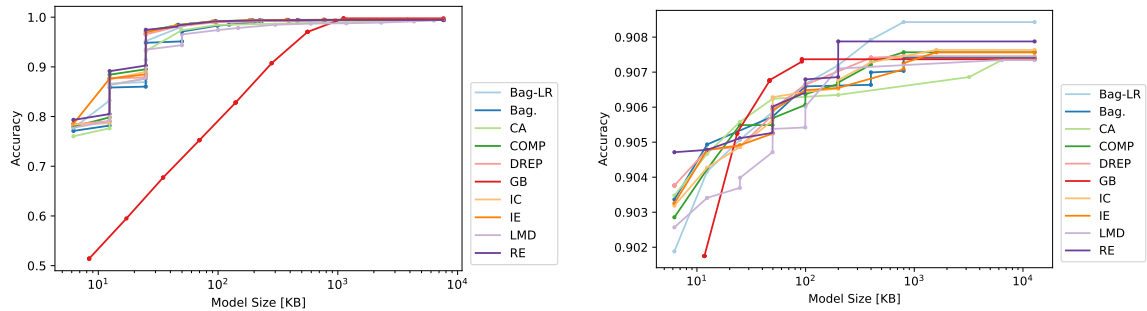 1.0
0.9
0.8
0.7
0.6
0.5
Accuracy
10¹
10²
10³
10⁴
Model Size [KB]
Bag-LR
Bag.
CA
COMP
DREP
GB
IC
IE
LMD
RE
0.908
0.907
0.906
0.905
0.904
0.903
0.902
Accuracy
10¹
10²
10³
10⁴
Model Size [KB]
Bag-LR
Bag.
CA
COMP
DREP
GB
IC
IE
LMD
RE